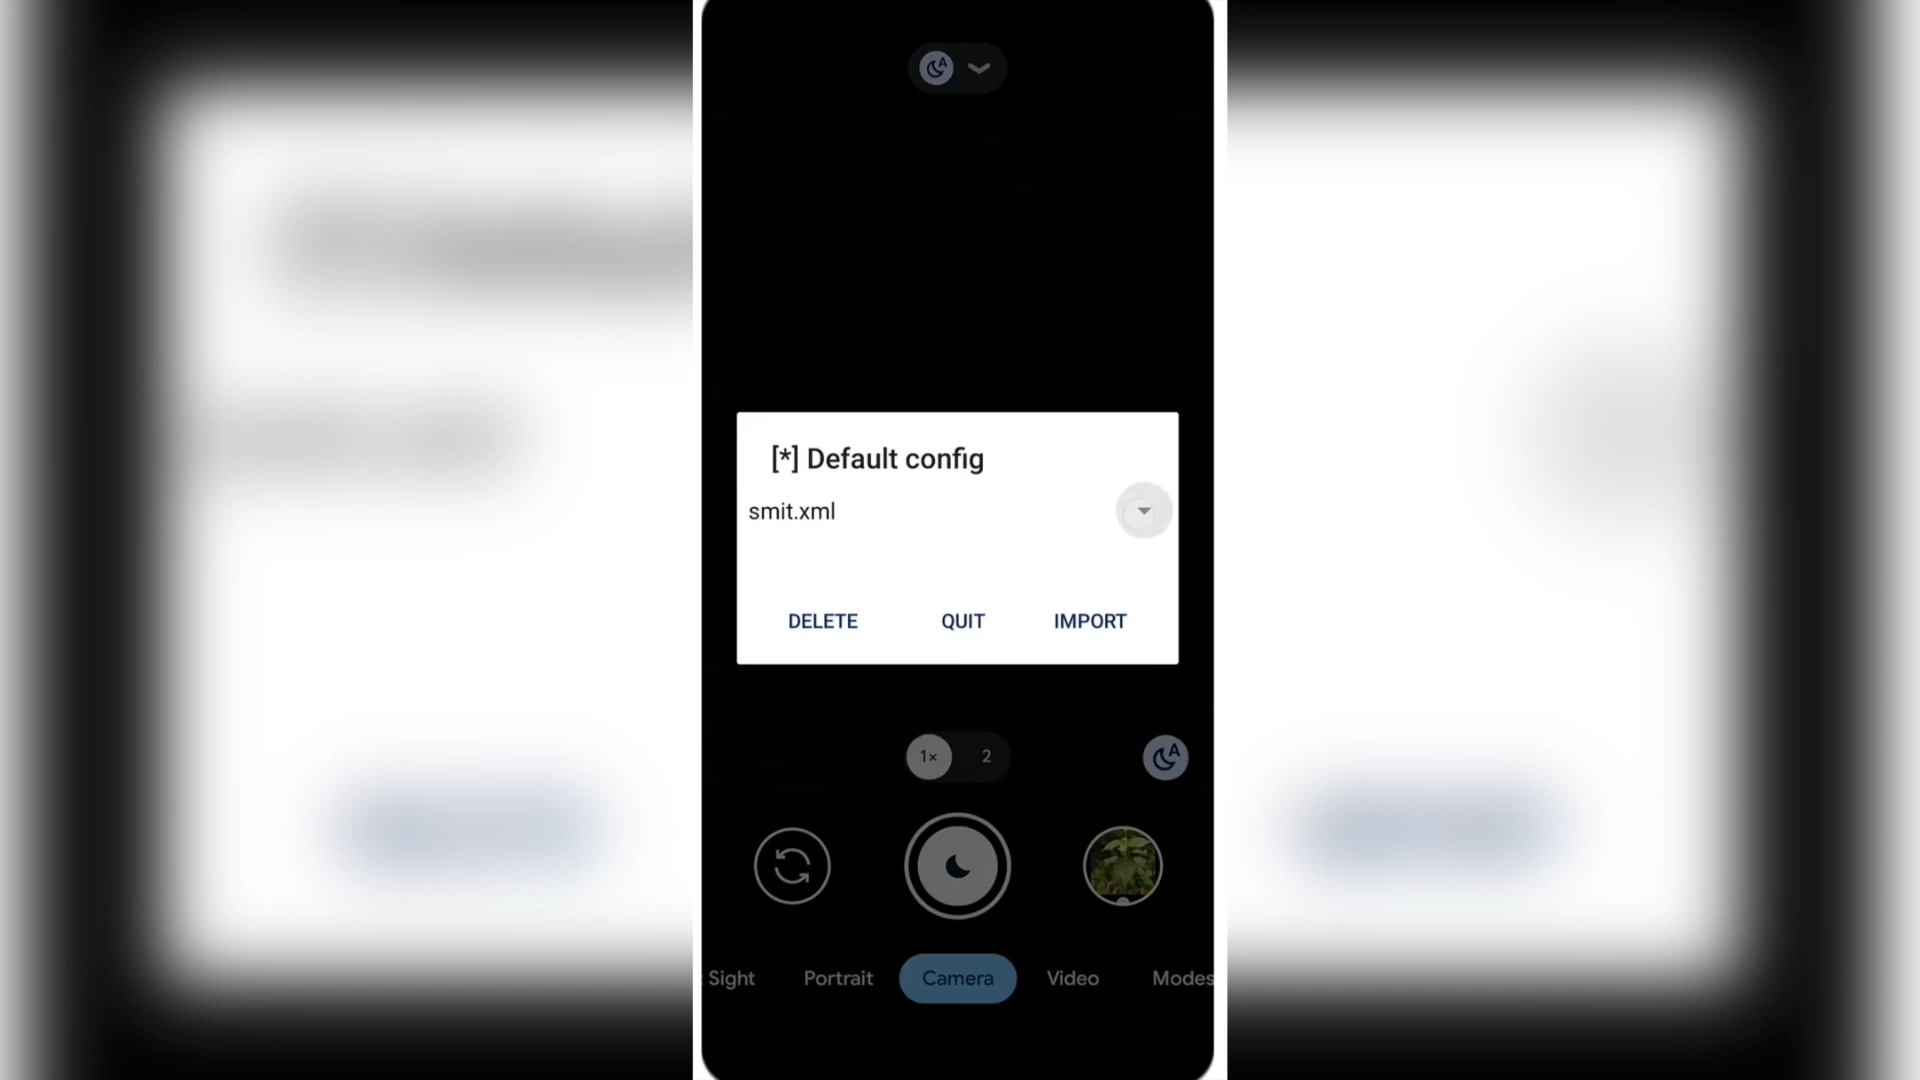 [*] Default config
smit.xml
DELETE QUIT IMPORT
1× 2
Sight Portrait Camera Video Modes